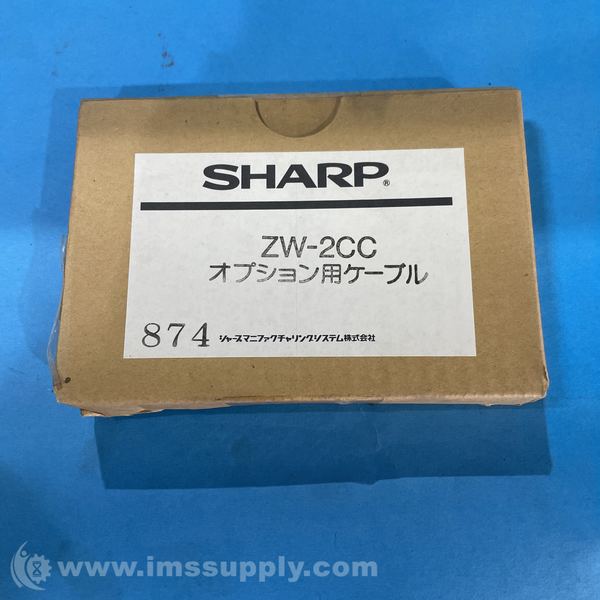 SHARP®
ZW-2CC
オプション用ケーブル
874 シャープマニファクチャリングシステム株式会社
www.imssupply.com